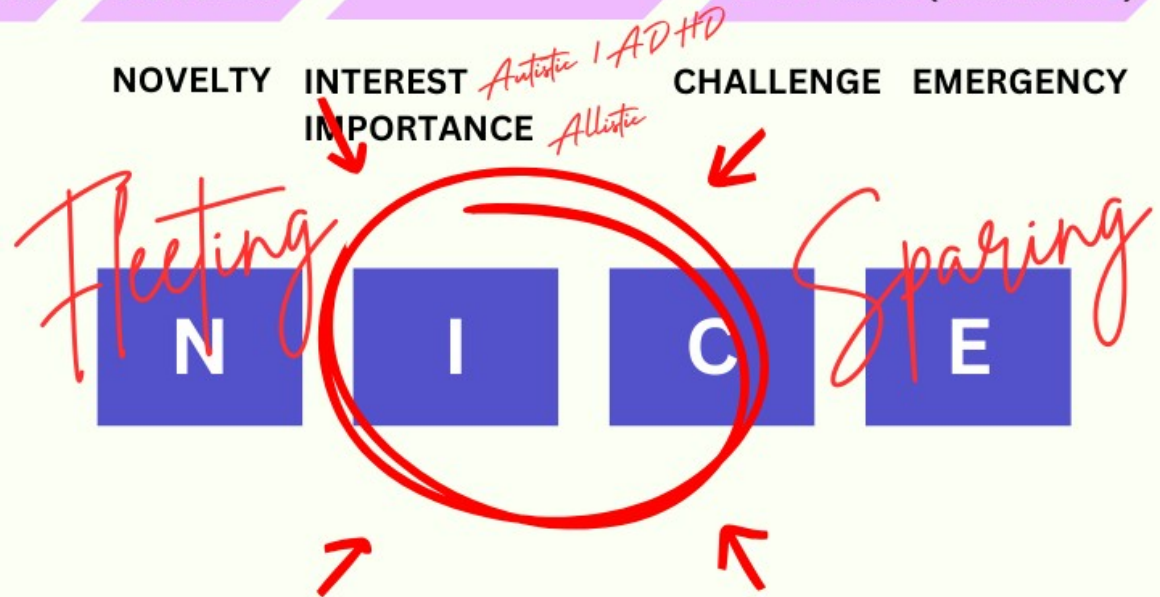 NOVELTY INTEREST Autistic | ADHD CHALLENGE EMERGENCY
IMPORTANCE Allistic
Fleeting Sparing
N I C E